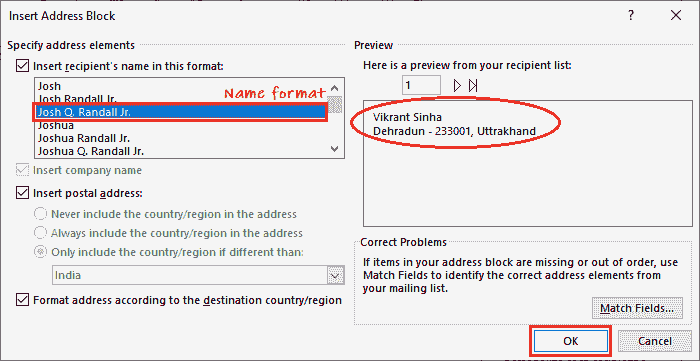 Insert Address Block
?
Specify address elements
Insert recipient's name in this format:
Josh
Josh Randall Jr.
Josh Q. Randall Jr.
Joshua
Joshua Randall Jr.
Joshua Q. Randall Jr.
Name format
Insert company name
Insert postal address:
Never include the country/region in the address
Always include the country/region in the address
Only include the country/region if different than:
India
Format address according to the destination country/region
Preview
Here is a preview from your recipient list:
1
Vikrant Sinha
Dehradun - 233001, Uttrakhand
Correct Problems
If items in your address block are missing or out of order, use
Match Fields to identify the correct address elements from
your mailing list.
Match Fields...
OK
Cancel